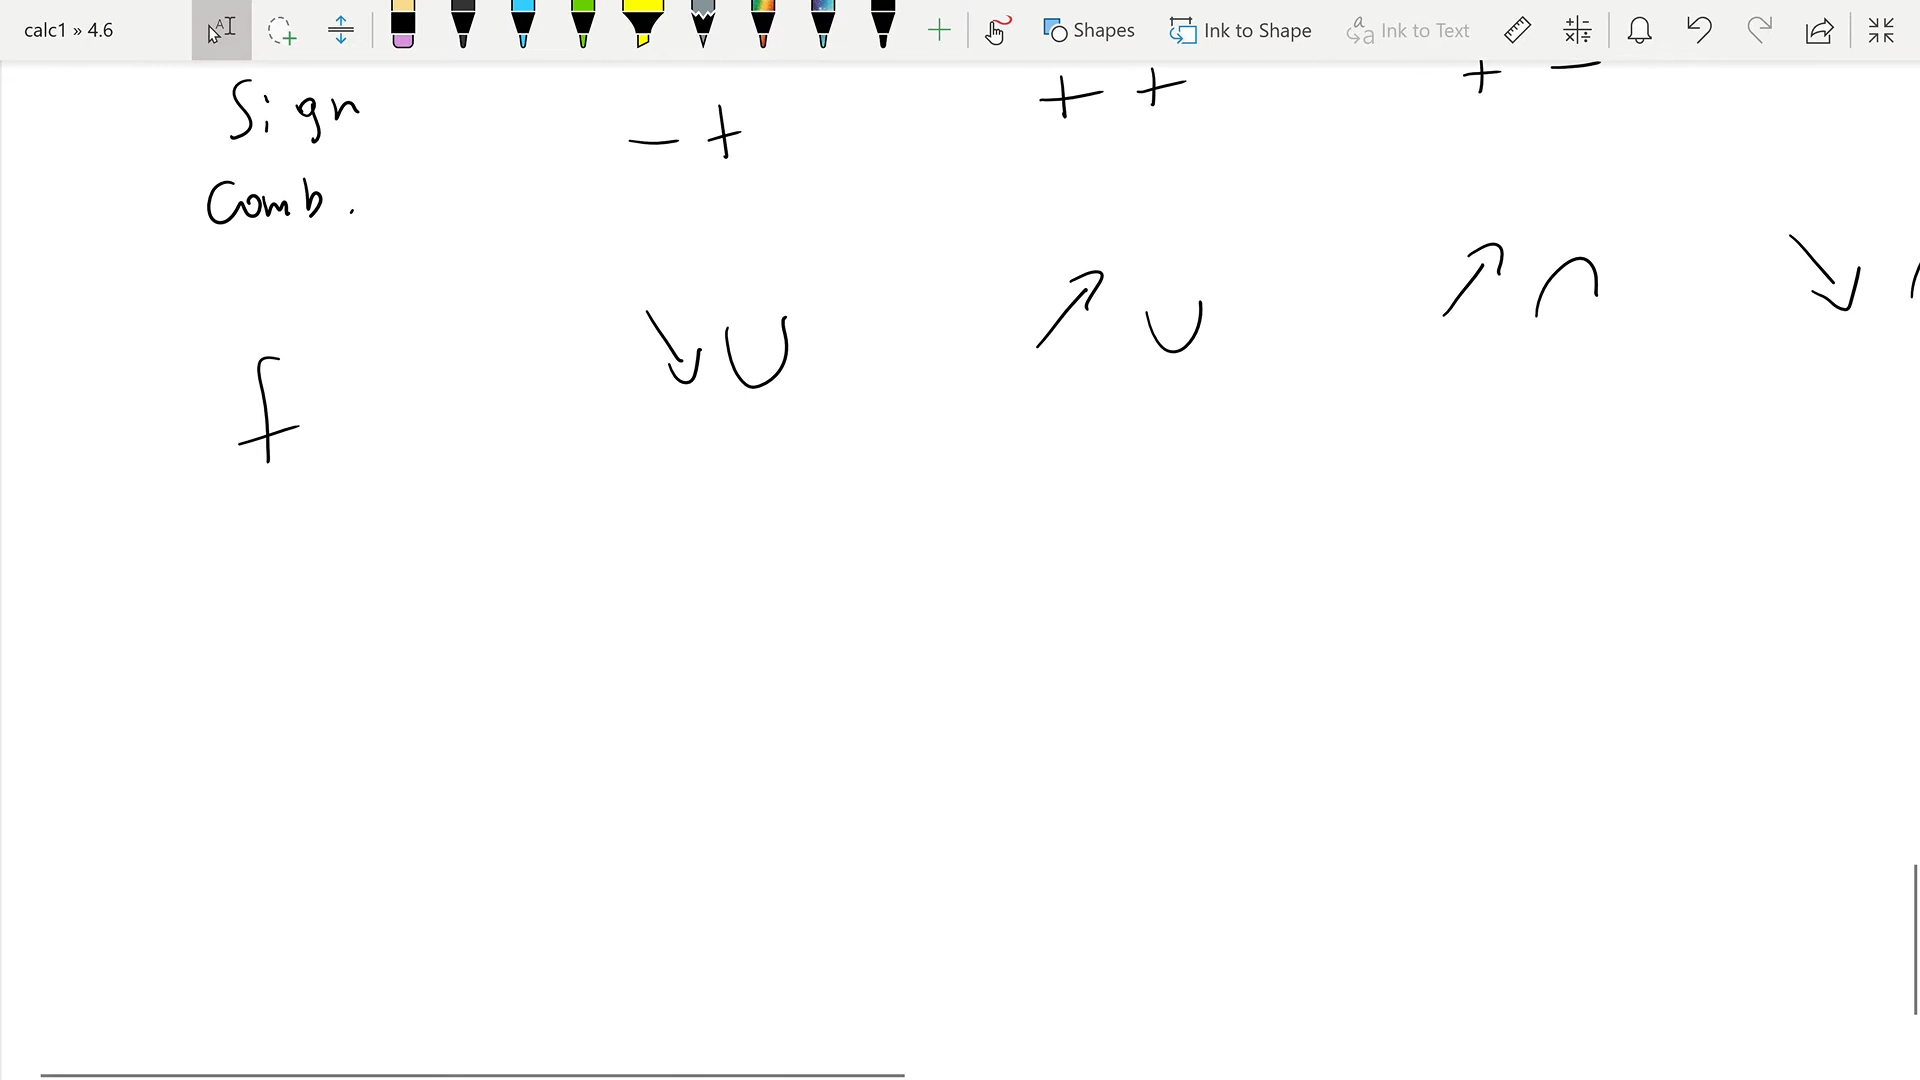 calc1 » 4.6 Shapes Ink to Shape Ink to Text
Sign - + + + + -
Comb.
f ↘ ∪ ↗ ∪ ↗ ∩ ↘